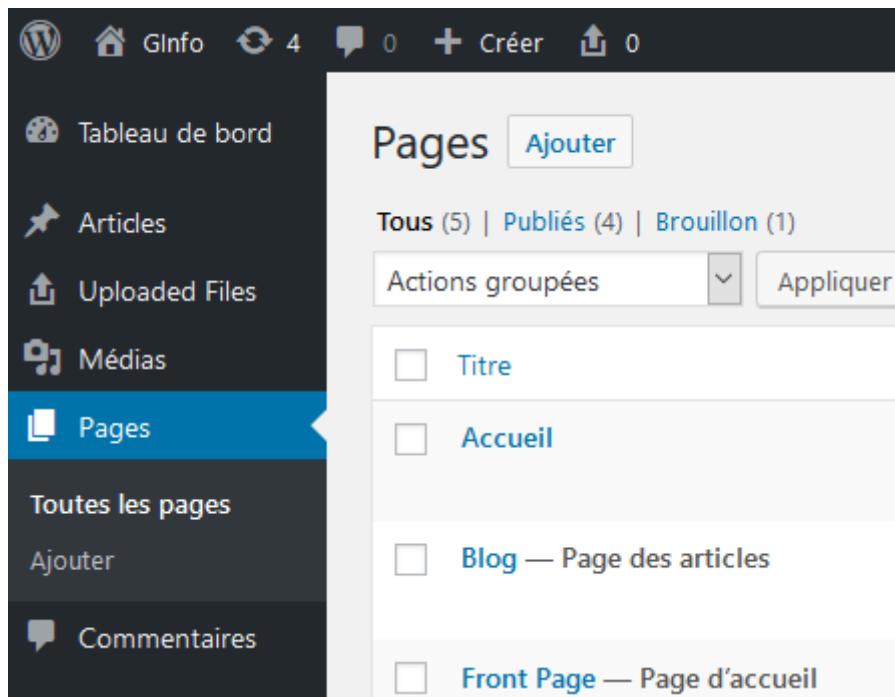 GInfo 4 0 + Créer 0
Tableau de bord
Articles
Uploaded Files
Médias
Pages
Toutes les pages
Ajouter
Commentaires
Pages Ajouter
Tous (5) | Publiés (4) | Brouillon (1)
Actions groupées Appliquer
Titre
Accueil
Blog — Page des articles
Front Page — Page d’accueil